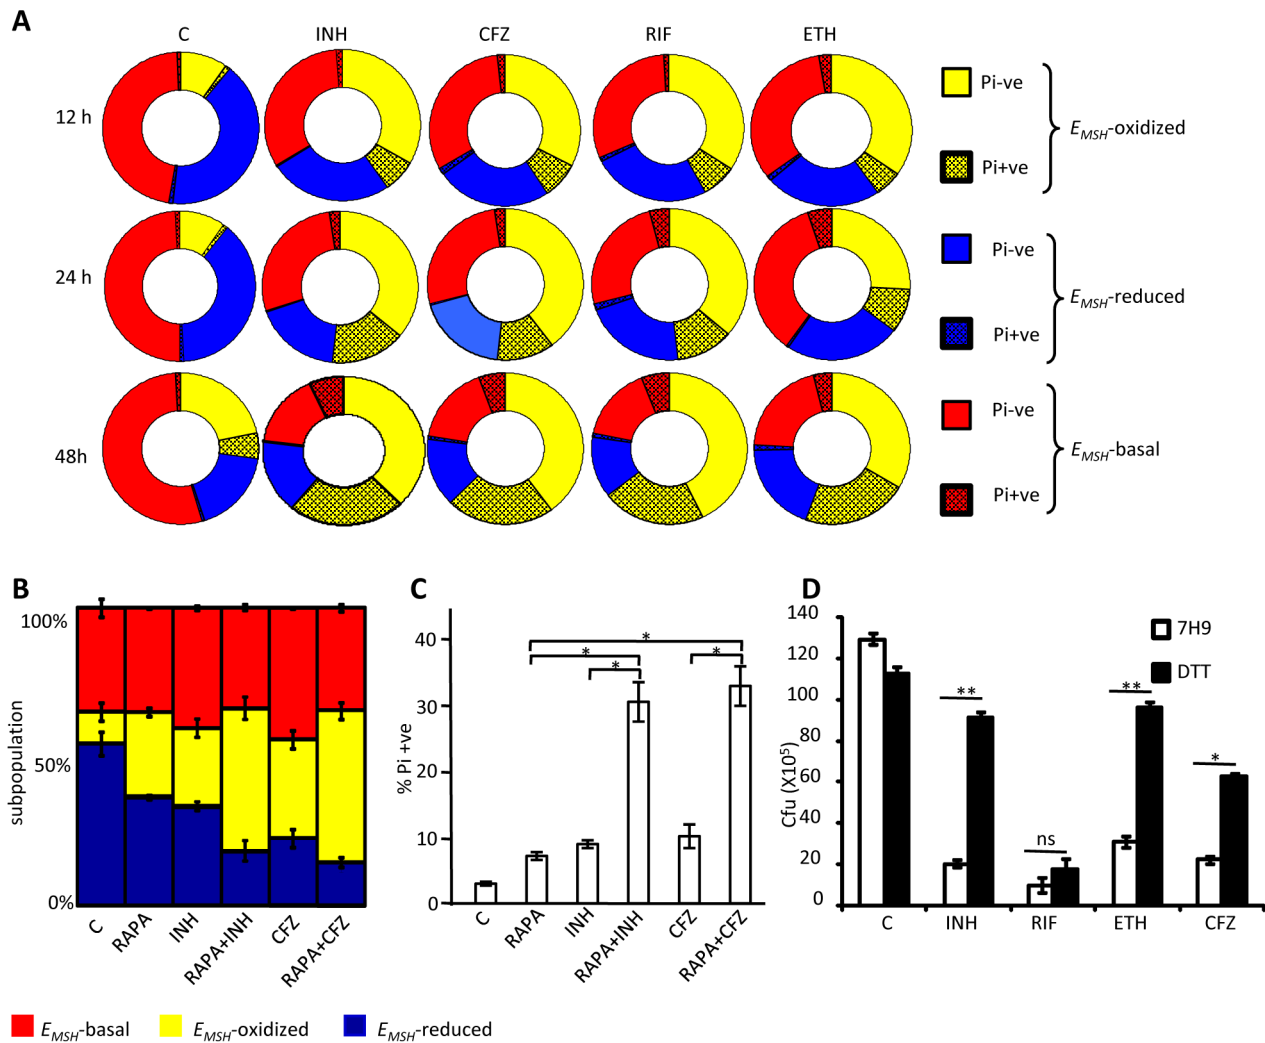 A
C INH CFZ RIF ETH
12 h
24 h
48h
Pi-ve
Pi+ve
EMSH-oxidized
Pi-ve
Pi+ve
EMSH-reduced
Pi-ve
Pi+ve
EMSH-basal
B
subpopulation
100%
50%
0%
C RAPA INH RAPA+INH CFZ RAPA+CFZ
EMSH-basal EMSH-oxidized EMSH-reduced
C
% Pi +ve
40
30
20
10
0
* * * *
C RAPA INH RAPA+INH CFZ RAPA+CFZ
D
Cfu (X10⁵)
140
120
100
80
60
40
20
0
7H9
DTT
** ns ** *
C INH RIF ETH CFZ